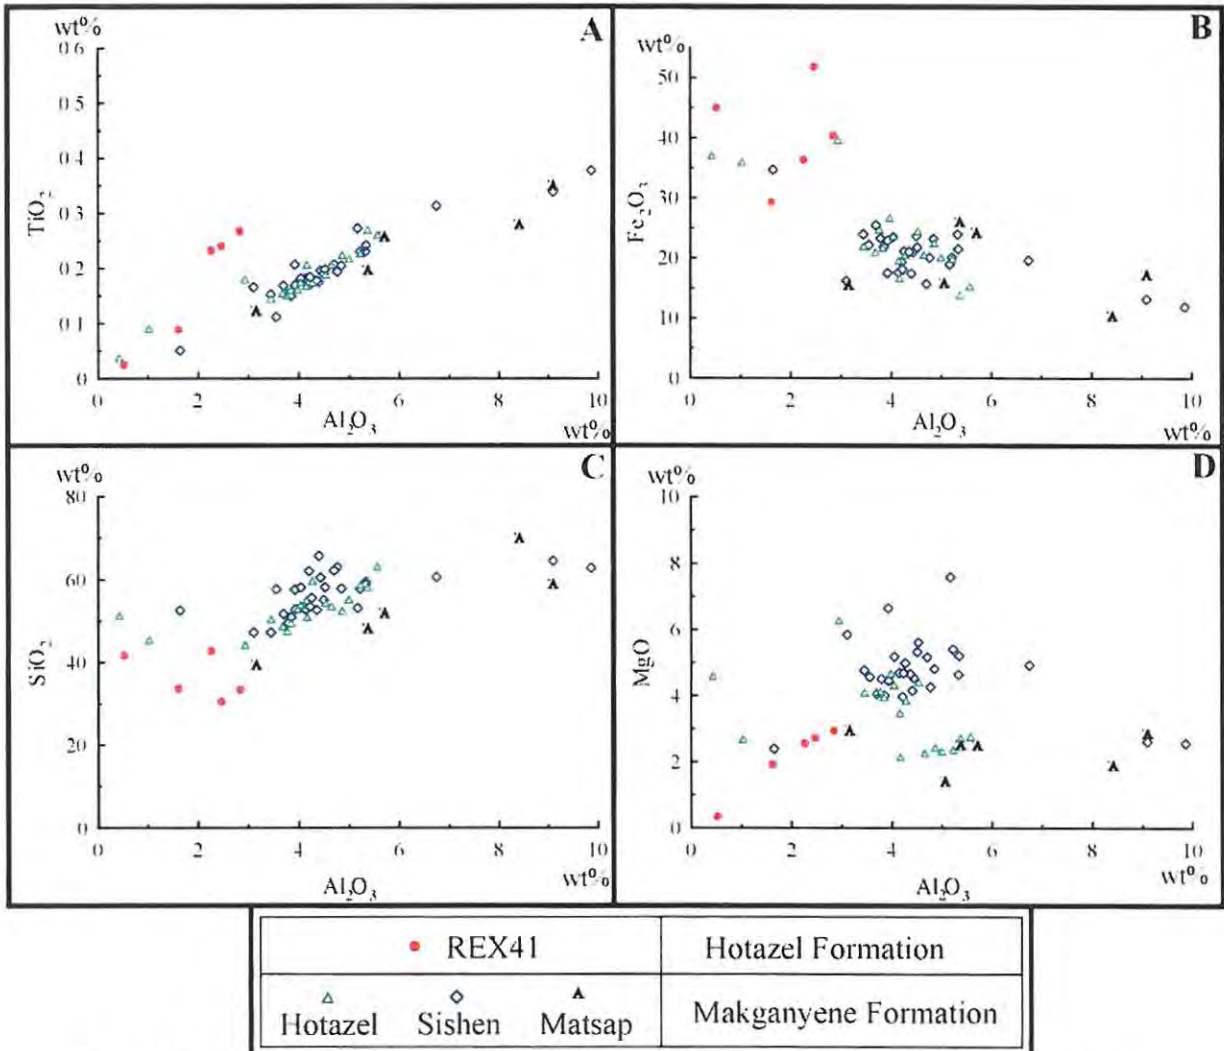 wt% A
0 6
0 5
0 4
0 3
0 2
0 1
0
TiO2
0 2 4 6 8 10
Al2O3 wt%
wt% B
50
40
30
20
10
0
Fe2O3
0 2 4 6 8 10
Al2O3 wt%
wt% C
80
60
40
20
0
SiO2
0 2 4 6 8 10
Al2O3 wt%
wt% D
10
8
6
4
2
0
MgO
0 2 4 6 8 10
Al2O3 wt%
REX41 Hotazel Formation
Hotazel Sishen Matsap Makganyene Formation